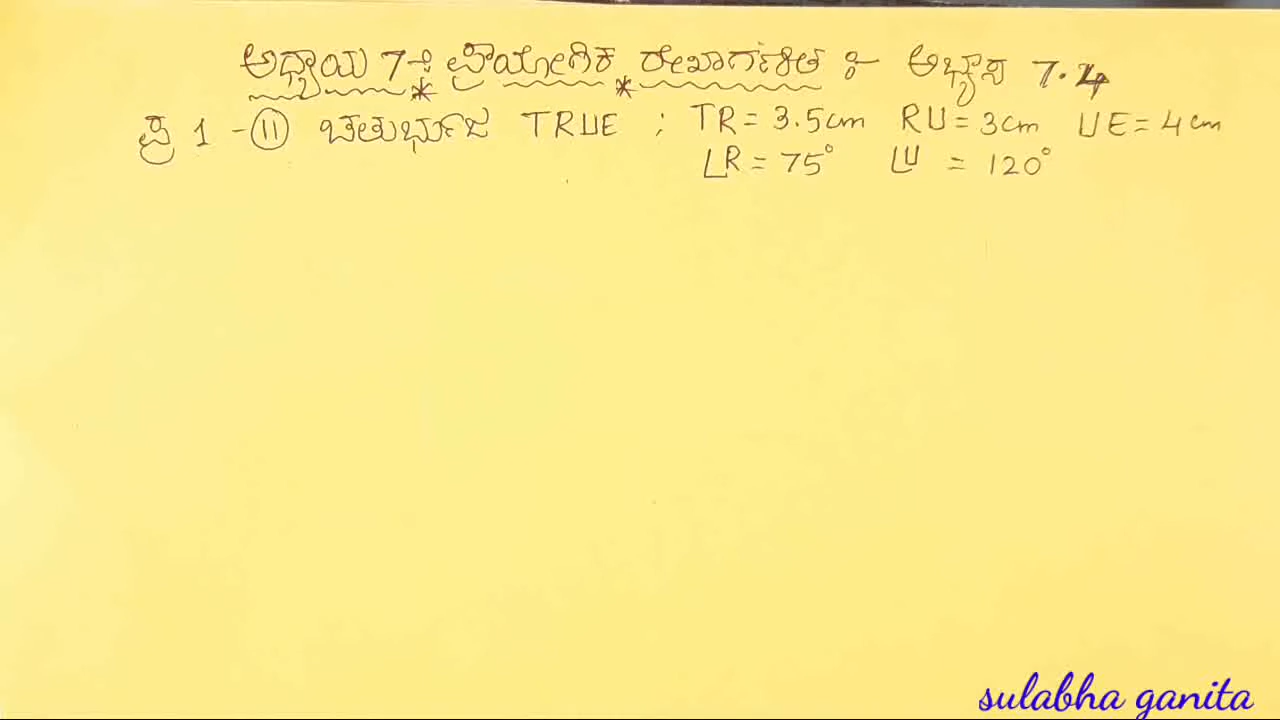 ಅಧ್ಯಾಯ 7 - ಪ್ರಾಯೋಗಿಕ ರೇಖಾಗಣಿತ :- ಅಭ್ಯಾಸ 7.4
ಪ್ರ 1 - II ಚತುರ್ಭುಜ TRUE ; TR = 3.5cm RU = 3cm UE = 4cm
∟R = 75° ∟U = 120°
sulabha ganita